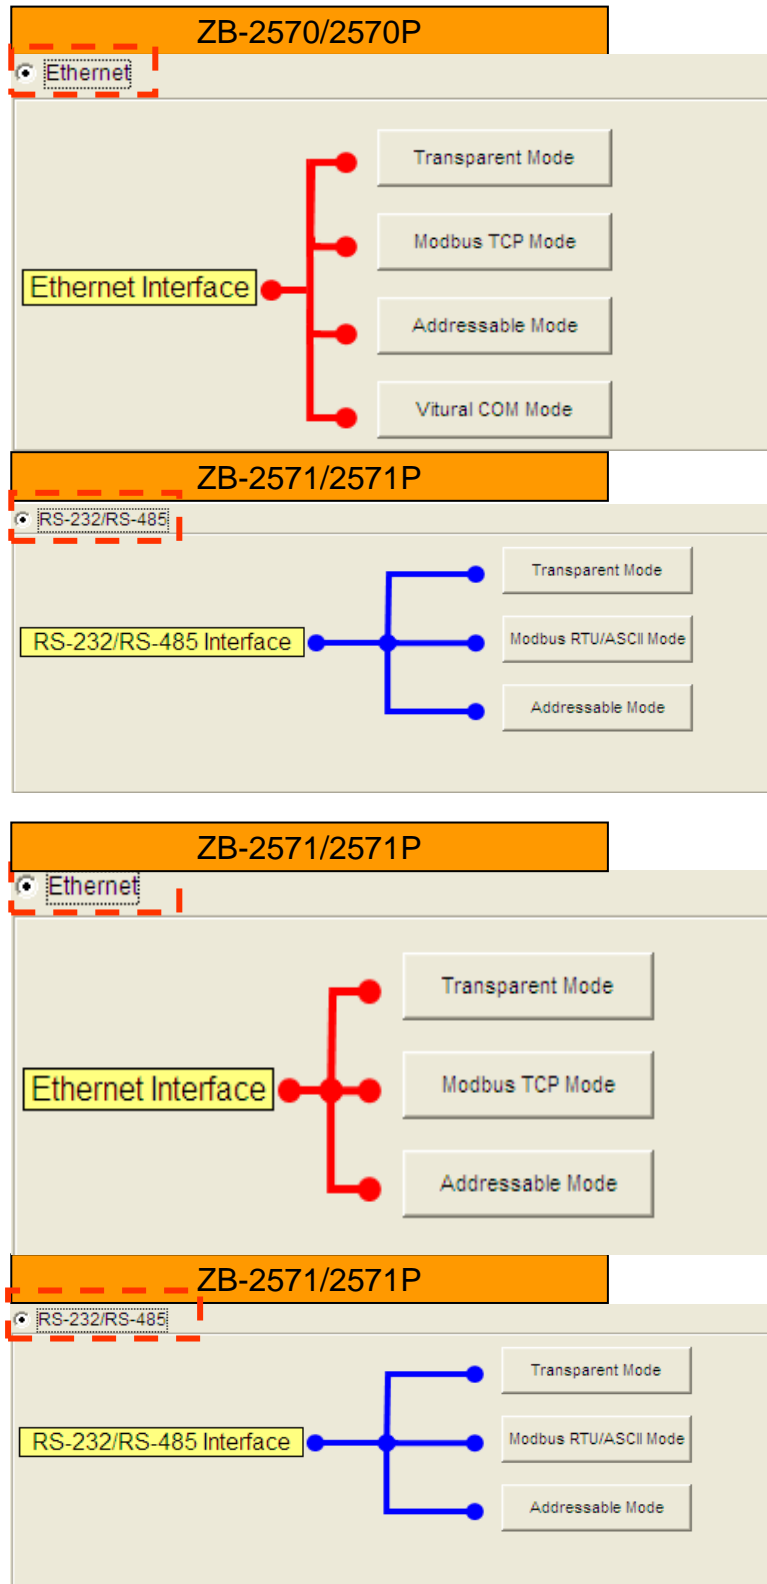 ZB-2570/2570P
Ethernet
Transparent Mode
Modbus TCP Mode
Ethernet Interface
Addressable Mode
Vitural COM Mode
ZB-2571/2571P
RS-232/RS-485
Transparent Mode
RS-232/RS-485 Interface
Modbus RTU/ASCII Mode
Addressable Mode
ZB-2571/2571P
Ethernet
Transparent Mode
Ethernet Interface
Modbus TCP Mode
Addressable Mode
ZB-2571/2571P
RS-232/RS-485
Transparent Mode
RS-232/RS-485 Interface
Modbus RTU/ASCII Mode
Addressable Mode